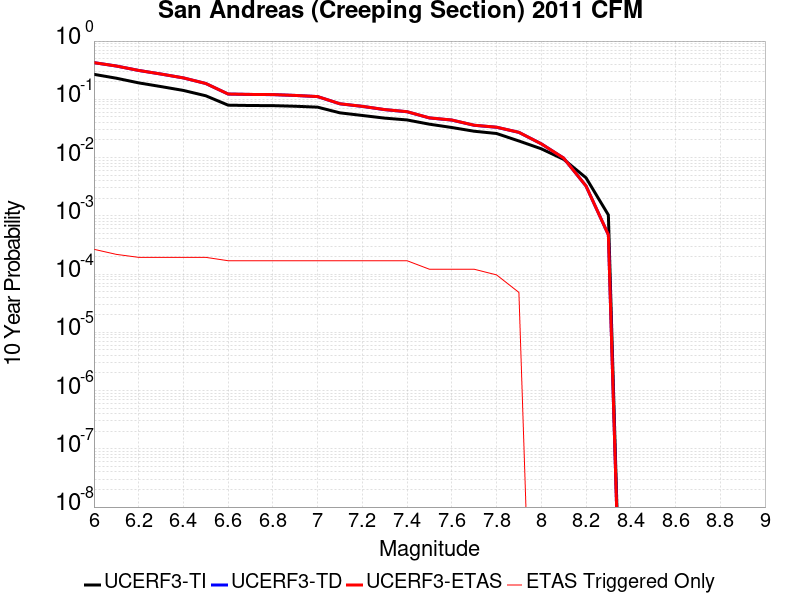 San Andreas (Creeping Section) 2011 CFM
10^0
10^-1
10^-2
10^-3
10^-4
10^-5
10^-6
10^-7
10^-8
10 Year Probability
6 6.2 6.4 6.6 6.8 7 7.2 7.4 7.6 7.8 8 8.2 8.4 8.6 8.8 9
Magnitude
UCERF3-TI UCERF3-TD UCERF3-ETAS ETAS Triggered Only